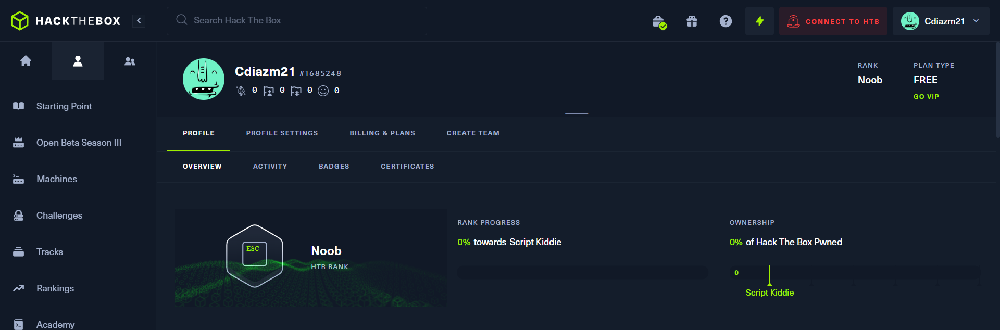 HACKTHEBOX
Search Hack The Box
CONNECT TO HTB
Cdiazm21
Cdiazm21 #1685248
0 0 0 0
RANK
Noob
PLAN TYPE
FREE
GO VIP
Starting Point
Open Beta Season III
Machines
Challenges
Tracks
Rankings
Academy
PROFILE PROFILE SETTINGS BILLING & PLANS CREATE TEAM
OVERVIEW ACTIVITY BADGES CERTIFICATES
ESC
Noob
HTB RANK
RANK PROGRESS
0% towards Script Kiddie
OWNERSHIP
0% of Hack The Box Pwned
0
Script Kiddie